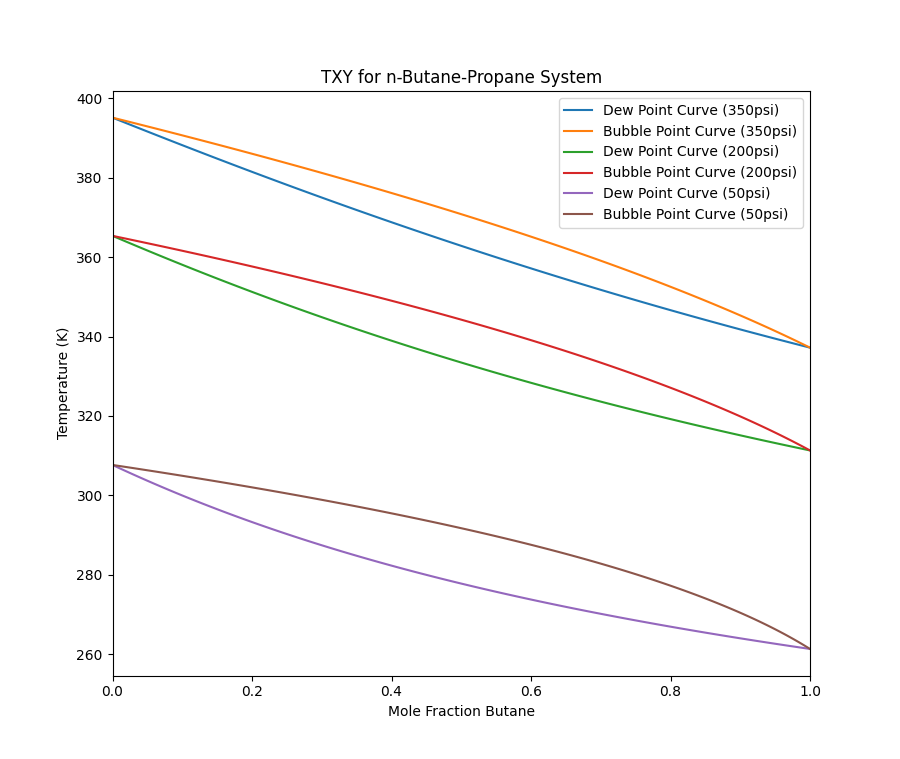 TXY for n-Butane-Propane System
400
380
360
340
320
300
280
260
Temperature (K)
Dew Point Curve (350psi)
Bubble Point Curve (350psi)
Dew Point Curve (200psi)
Bubble Point Curve (200psi)
Dew Point Curve (50psi)
Bubble Point Curve (50psi)
0.0 0.2 0.4 0.6 0.8 1.0
Mole Fraction Butane